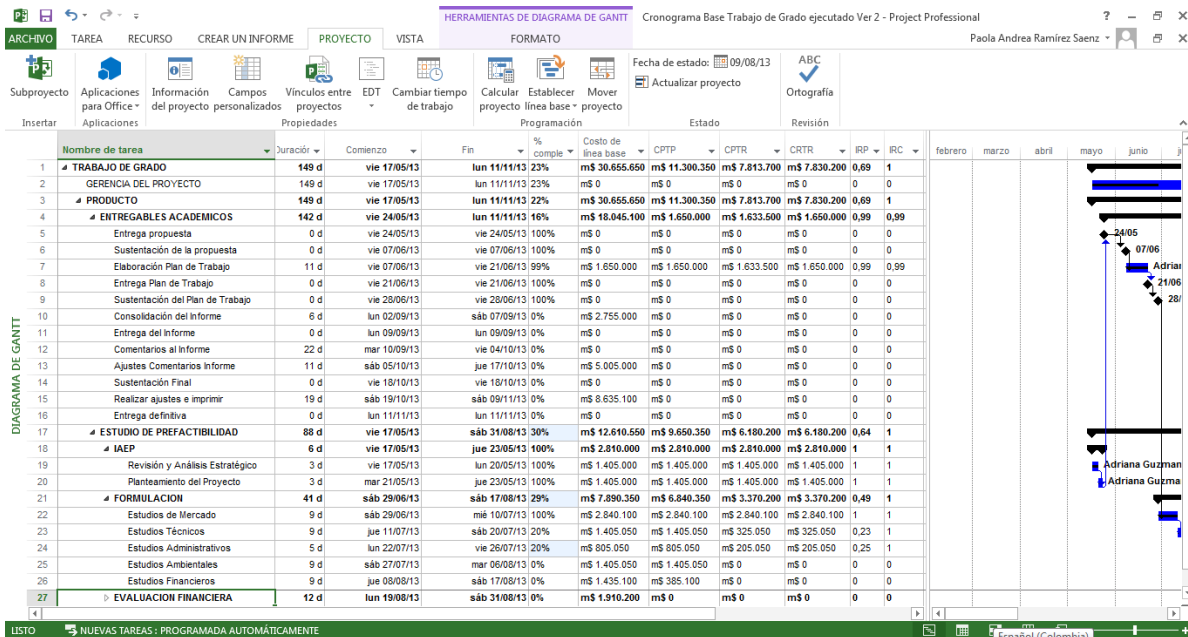 HERRAMIENTAS DE DIAGRAMA DE GANTT Cronograma Base Trabajo de Grado ejecutado Ver 2 - Project Professional
ARCHIVO TAREA RECURSO CREAR UN INFORME PROYECTO VISTA FORMATO Paola Andrea Ramírez Saenz
Subproyecto Aplicaciones para Office Información del proyecto Campos personalizados Vínculos entre proyectos EDT Cambiar tiempo de trabajo Calcular proyecto Establecer línea base Mover proyecto Fecha de estado: 09/08/13 Actualizar proyecto ABC Ortografía
Insertar Aplicaciones Propiedades Programación Estado Revisión
Nombre de tarea Duración Comienzo Fin % comple Costo de línea base CPTP CPTR CRTR IRP IRC febrero marzo abril mayo junio
1 TRABAJO DE GRADO 149 d vie 17/05/13 lun 11/11/13 23% m$ 30.655.650 m$ 11.300.350 m$ 7.813.700 m$ 7.830.200 0,69 1
2 GERENCIA DEL PROYECTO 149 d vie 17/05/13 lun 11/11/13 23% m$ 0 m$ 0 m$ 0 m$ 0 0 0
3 PRODUCTO 149 d vie 17/05/13 lun 11/11/13 22% m$ 30.655.650 m$ 11.300.350 m$ 7.813.700 m$ 7.830.200 0,69 1
4 ENTREGABLES ACADEMICOS 142 d vie 24/05/13 lun 11/11/13 16% m$ 18.045.100 m$ 1.650.000 m$ 1.633.500 m$ 1.650.000 0,99 0,99
5 Entrega propuesta 0 d vie 24/05/13 vie 24/05/13 100% m$ 0 m$ 0 m$ 0 m$ 0 0 0 24/05
6 Sustentación de la propuesta 0 d vie 07/06/13 vie 07/06/13 100% m$ 0 m$ 0 m$ 0 m$ 0 0 0 07/06
7 Elaboración Plan de Trabajo 11 d vie 07/06/13 vie 21/06/13 99% m$ 1.650.000 m$ 1.650.000 m$ 1.633.500 m$ 1.650.000 0,99 0,99 Adriar
8 Entrega Plan de Trabajo 0 d vie 21/06/13 vie 21/06/13 100% m$ 0 m$ 0 m$ 0 m$ 0 0 0 21/06
9 Sustentación del Plan de Trabajo 0 d vie 28/06/13 vie 28/06/13 100% m$ 0 m$ 0 m$ 0 m$ 0 0 0 28/
10 Consolidación del Informe 6 d lun 02/09/13 sáb 07/09/13 0% m$ 2.755.000 m$ 0 m$ 0 m$ 0 0 0
11 Entrega del Informe 0 d lun 09/09/13 lun 09/09/13 0% m$ 0 m$ 0 m$ 0 m$ 0 0 0
12 Comentarios al Informe 22 d mar 10/09/13 vie 04/10/13 0% m$ 0 m$ 0 m$ 0 m$ 0 0 0
13 Ajustes Comentarios Informe 11 d sáb 05/10/13 jue 17/10/13 0% m$ 5.005.000 m$ 0 m$ 0 m$ 0 0 0
14 Sustentación Final 0 d vie 18/10/13 vie 18/10/13 0% m$ 0 m$ 0 m$ 0 m$ 0 0 0
15 Realizar ajustes e imprimir 19 d sáb 19/10/13 sáb 09/11/13 0% m$ 8.635.100 m$ 0 m$ 0 m$ 0 0 0
16 Entrega definitiva 0 d lun 11/11/13 lun 11/11/13 0% m$ 0 m$ 0 m$ 0 m$ 0 0 0
17 ESTUDIO DE PREFACTIBILIDAD 88 d vie 17/05/13 sáb 31/08/13 30% m$ 12.610.550 m$ 9.650.350 m$ 6.180.200 m$ 6.180.200 0,64 1
18 IAEP 6 d vie 17/05/13 jue 23/05/13 100% m$ 2.810.000 m$ 2.810.000 m$ 2.810.000 m$ 2.810.000 1 1
19 Revisión y Análisis Estratégico 3 d vie 17/05/13 lun 20/05/13 100% m$ 1.405.000 m$ 1.405.000 m$ 1.405.000 m$ 1.405.000 1 1 Adriana Guzman
20 Planteamiento del Proyecto 3 d mar 21/05/13 jue 23/05/13 100% m$ 1.405.000 m$ 1.405.000 m$ 1.405.000 m$ 1.405.000 1 1 Adriana Guzma
21 FORMULACION 41 d sáb 29/06/13 sáb 17/08/13 29% m$ 7.890.350 m$ 6.840.350 m$ 3.370.200 m$ 3.370.200 0,49 1
22 Estudios de Mercado 9 d sáb 29/06/13 mié 10/07/13 100% m$ 2.840.100 m$ 2.840.100 m$ 2.840.100 m$ 2.840.100 1 1
23 Estudios Técnicos 9 d jue 11/07/13 sáb 20/07/13 20% m$ 1.405.050 m$ 1.405.050 m$ 325.050 m$ 325.050 0,23 1
24 Estudios Administrativos 5 d lun 22/07/13 vie 26/07/13 20% m$ 805.050 m$ 805.050 m$ 205.050 m$ 205.050 0,25 1
25 Estudios Ambientales 9 d sáb 27/07/13 mar 06/08/13 0% m$ 1.405.050 m$ 1.405.050 m$ 0 m$ 0 0 0
26 Estudios Financieros 9 d jue 08/08/13 sáb 17/08/13 0% m$ 1.435.100 m$ 385.100 m$ 0 m$ 0 0 0
27 EVALUACION FINANCIERA 12 d lun 19/08/13 sáb 31/08/13 0% m$ 1.910.200 m$ 0 m$ 0 m$ 0 0 0
DIAGRAMA DE GANTT
LISTO NUEVAS TAREAS : PROGRAMADA AUTOMÁTICAMENTE Español (Colombia)